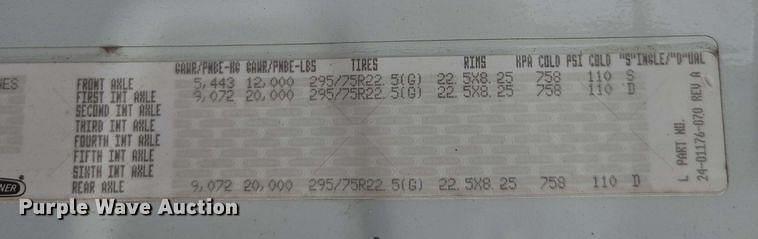 GAWR/PNBE-KG GAWR/PNBE-LBS TIRES RIMS KPA COLD PSI COLD "S"INGLE/"D"UAL
FRONT AXLE 5,443 12,000 295/75R22.5(G) 22.5X8.25 758 110 S
FIRST INT AXLE 9,072 20,000 295/75R22.5(G) 22.5X8.25 758 110 D
SECOND INT AXLE
THIRD INT AXLE
FOURTH INT AXLE
FIFTH INT AXLE
SIXTH INT AXLE
REAR AXLE 9,072 20,000 295/75R22.5(G) 22.5X8.25 758 110 D
L PART NO.
24-01176-070 REV A
NER
Purple Wave Auction